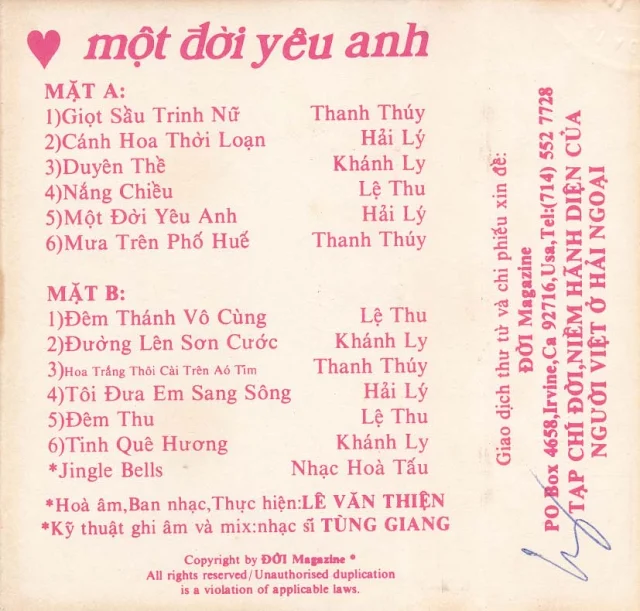 một đời yêu anh
MẶT A:
1)Giọt Sầu Trinh Nữ Thanh Thúy
2)Cánh Hoa Thời Loạn Hải Lý
3)Duyên Thề Khánh Ly
4)Nắng Chiều Lệ Thu
5)Một Đời Yêu Anh Hải Lý
6)Mưa Trên Phố Huế Thanh Thúy
MẶT B:
1)Đêm Thánh Vô Cùng Lệ Thu
2)Đường Lên Sơn Cước Khánh Ly
3)Hoa Trắng Thôi Cài Trên Aó Tím Thanh Thúy
4)Tôi Đưa Em Sang Sông Hải Lý
5)Đêm Thu Lệ Thu
6)Tình Quê Hương Khánh Ly
*Jingle Bells Nhạc Hoà Tấu
*Hoà âm,Ban nhạc,Thực hiện:LÊ VĂN THIỆN
*Kỹ thuật ghi âm và mix:nhạc sĩ TÙNG GIANG
Copyright by ĐỜI Magazine *
All rights reserved/Unauthorised duplication
is a violation of applicable laws.
Giao dịch thư từ và chi phiếu xin đề:
ĐỜI Magazine
PO Box 4658,Irvine,Ca 92716,Usa,Tel:(714) 552 7728
TẠP CHÍ ĐỜI,NIỀM HÃNH DIỆN CỦA
NGƯỜI VIỆT Ở HẢI NGOẠI